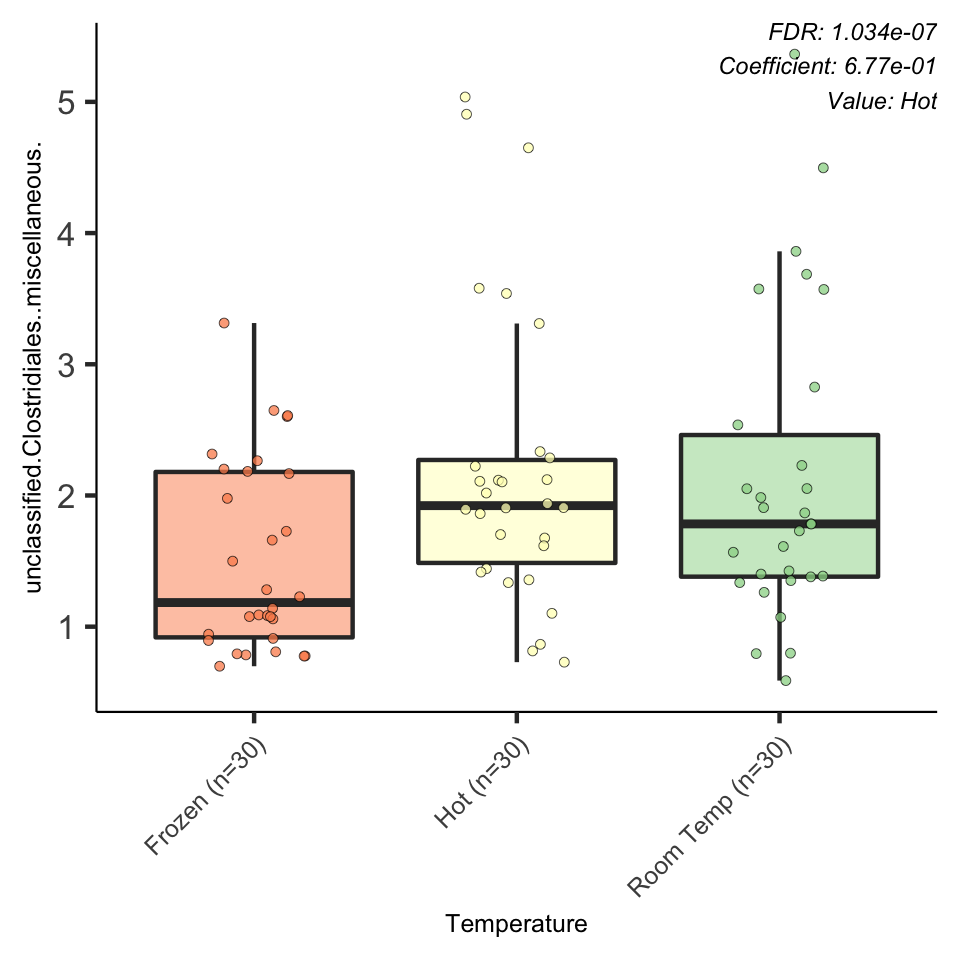 FDR: 1.034e-07
Coefficient: 6.77e-01
Value: Hot
unclassified.Clostridiales..miscellaneous.
5
4
3
2
1
Frozen (n=30)
Hot (n=30)
Room Temp (n=30)
Temperature